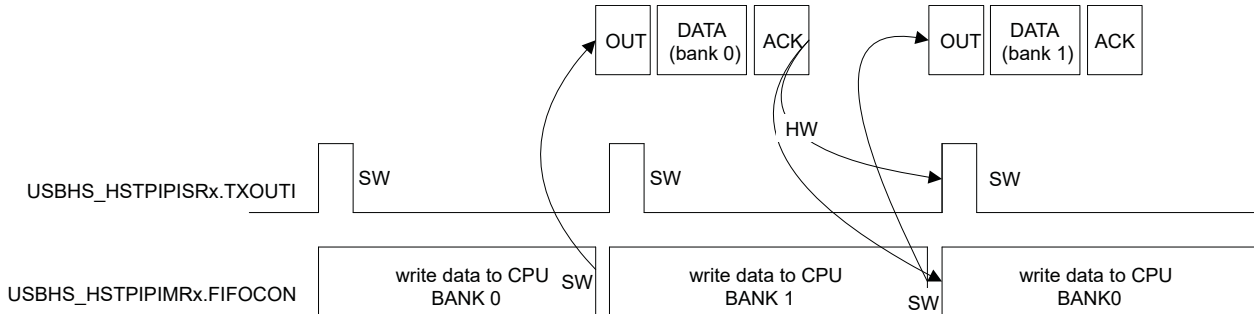 OUT
DATA
(bank 0)
ACK
OUT
DATA
(bank 1)
ACK
HW
USBHS_HSTPIPISRx.TXOUTI
SW
SW
SW
USBHS_HSTPIPIMRx.FIFOCON
write data to CPU
BANK 0
SW
write data to CPU
BANK 1
SW
write data to CPU
BANK0